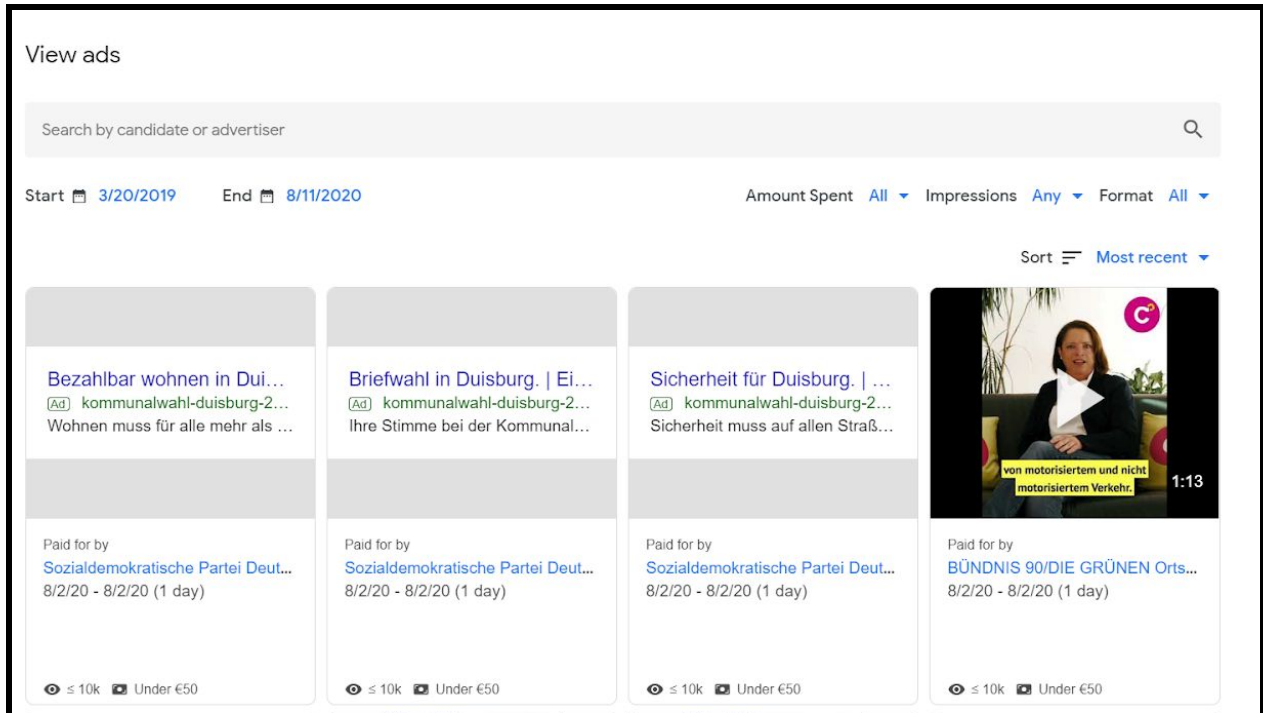 View ads
Search by candidate or advertiser
Start 3/20/2019 End 8/11/2020 Amount Spent All Impressions Any Format All
Sort Most recent
Bezahlbar wohnen in Dui...
Ad kommunalwahl-duisburg-2...
Wohnen muss für alle mehr als ...
Paid for by
Sozialdemokratische Partei Deut...
8/2/20 - 8/2/20 (1 day)
≤ 10k Under €50
Briefwahl in Duisburg. | Ei...
Ad kommunalwahl-duisburg-2...
Ihre Stimme bei der Kommunal...
Paid for by
Sozialdemokratische Partei Deut...
8/2/20 - 8/2/20 (1 day)
≤ 10k Under €50
Sicherheit für Duisburg. | ...
Ad kommunalwahl-duisburg-2...
Sicherheit muss auf allen Straß...
Paid for by
Sozialdemokratische Partei Deut...
8/2/20 - 8/2/20 (1 day)
≤ 10k Under €50
C
von motorisiertem und nicht
motorisiertem Verkehr.
1:13
Paid for by
BÜNDNIS 90/DIE GRÜNEN Orts...
8/2/20 - 8/2/20 (1 day)
≤ 10k Under €50